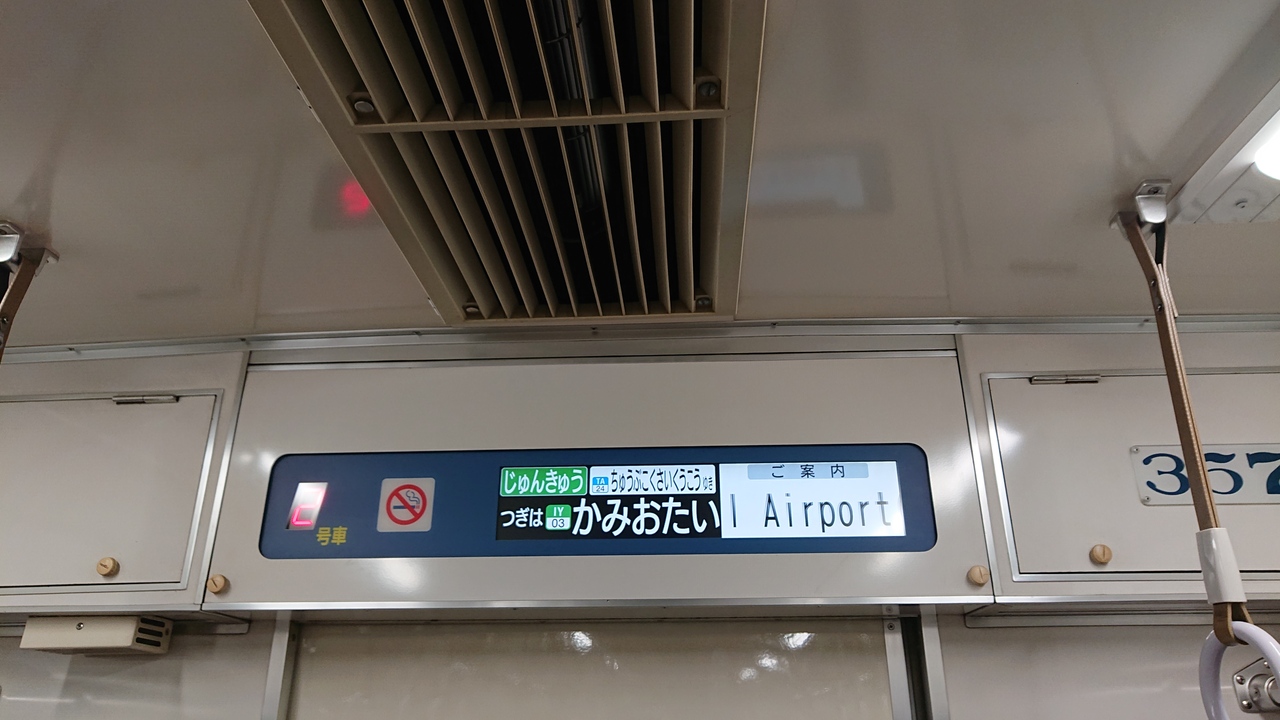 じゅんきゅう TA 24 ちゅうぶこくさいくうこう ゆき
つぎは IY 03 かみおたい
ご案内
l Airport
2 号車
357